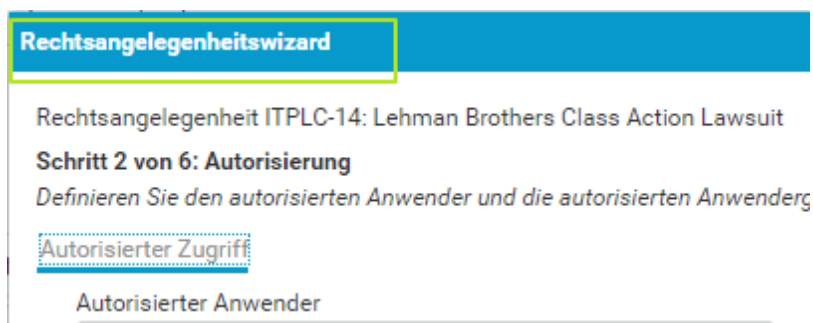 Rechtsangelegenheitswizard
Rechtsangelegenheit ITPLC-14: Lehman Brothers Class Action Lawsuit
Schritt 2 von 6: Autorisierung
Definieren Sie den autorisierten Anwender und die autorisierten
Autorisierter Zugriff
Autorisierter Anwender